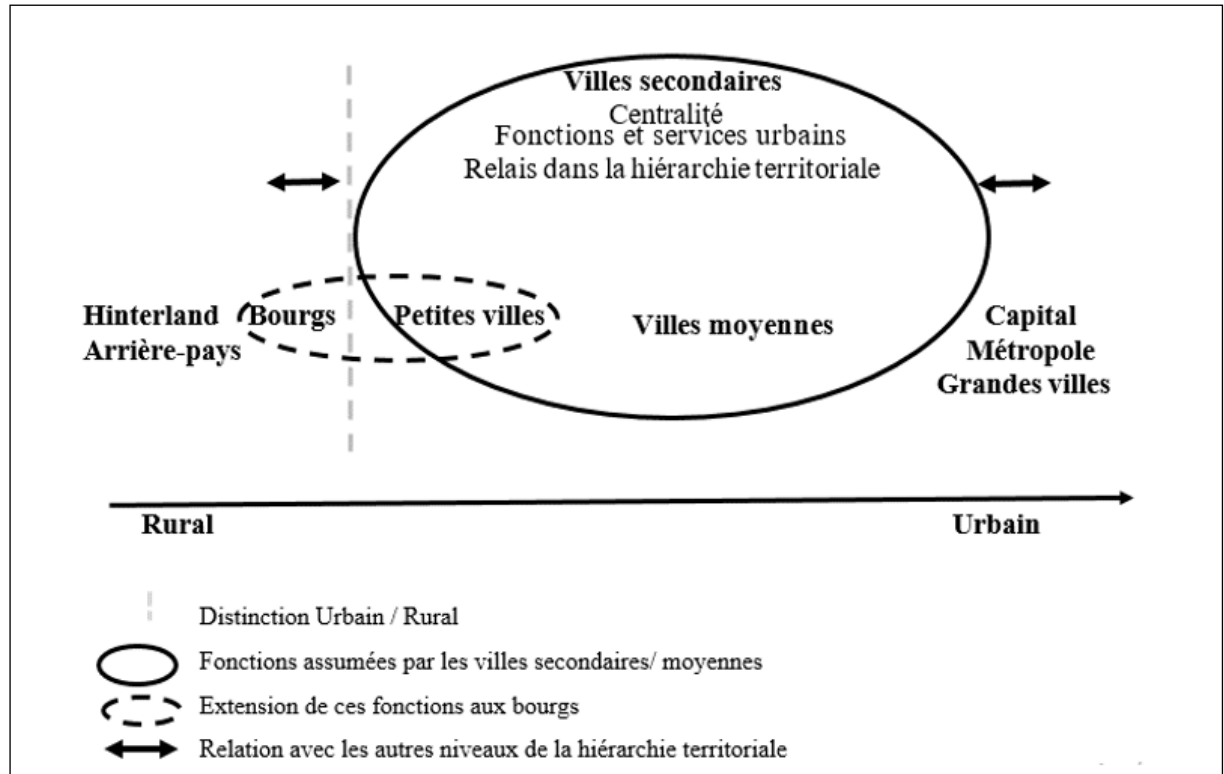 Villes secondaires
Centralité
Fonctions et services urbains
Relais dans la hiérarchie territoriale
Hinterland
Arrière-pays
Bourgs
Petites villes
Villes moyennes
Capital
Métropole
Grandes villes
Rural
Urbain
Distinction Urbain / Rural
Fonctions assumées par les villes secondaires/ moyennes
Extension de ces fonctions aux bourgs
Relation avec les autres niveaux de la hiérarchie territoriale